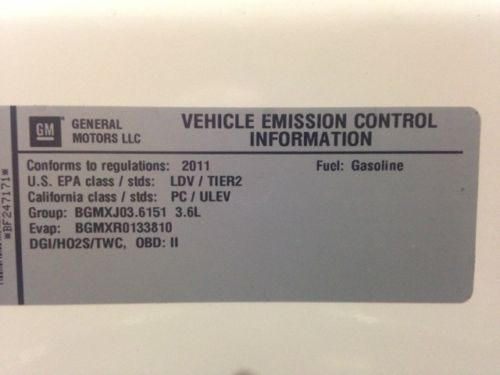 GM GENERAL MOTORS LLC
VEHICLE EMISSION CONTROL INFORMATION
Conforms to regulations: 2011 Fuel: Gasoline
U.S. EPA class / stds: LDV / TIER2
California class / stds: PC / ULEV
Group: BGMXJ03.6151 3.6L
Evap: BGMXR0133810
DGI/HO2S/TWC, OBD: II
*BF247171*